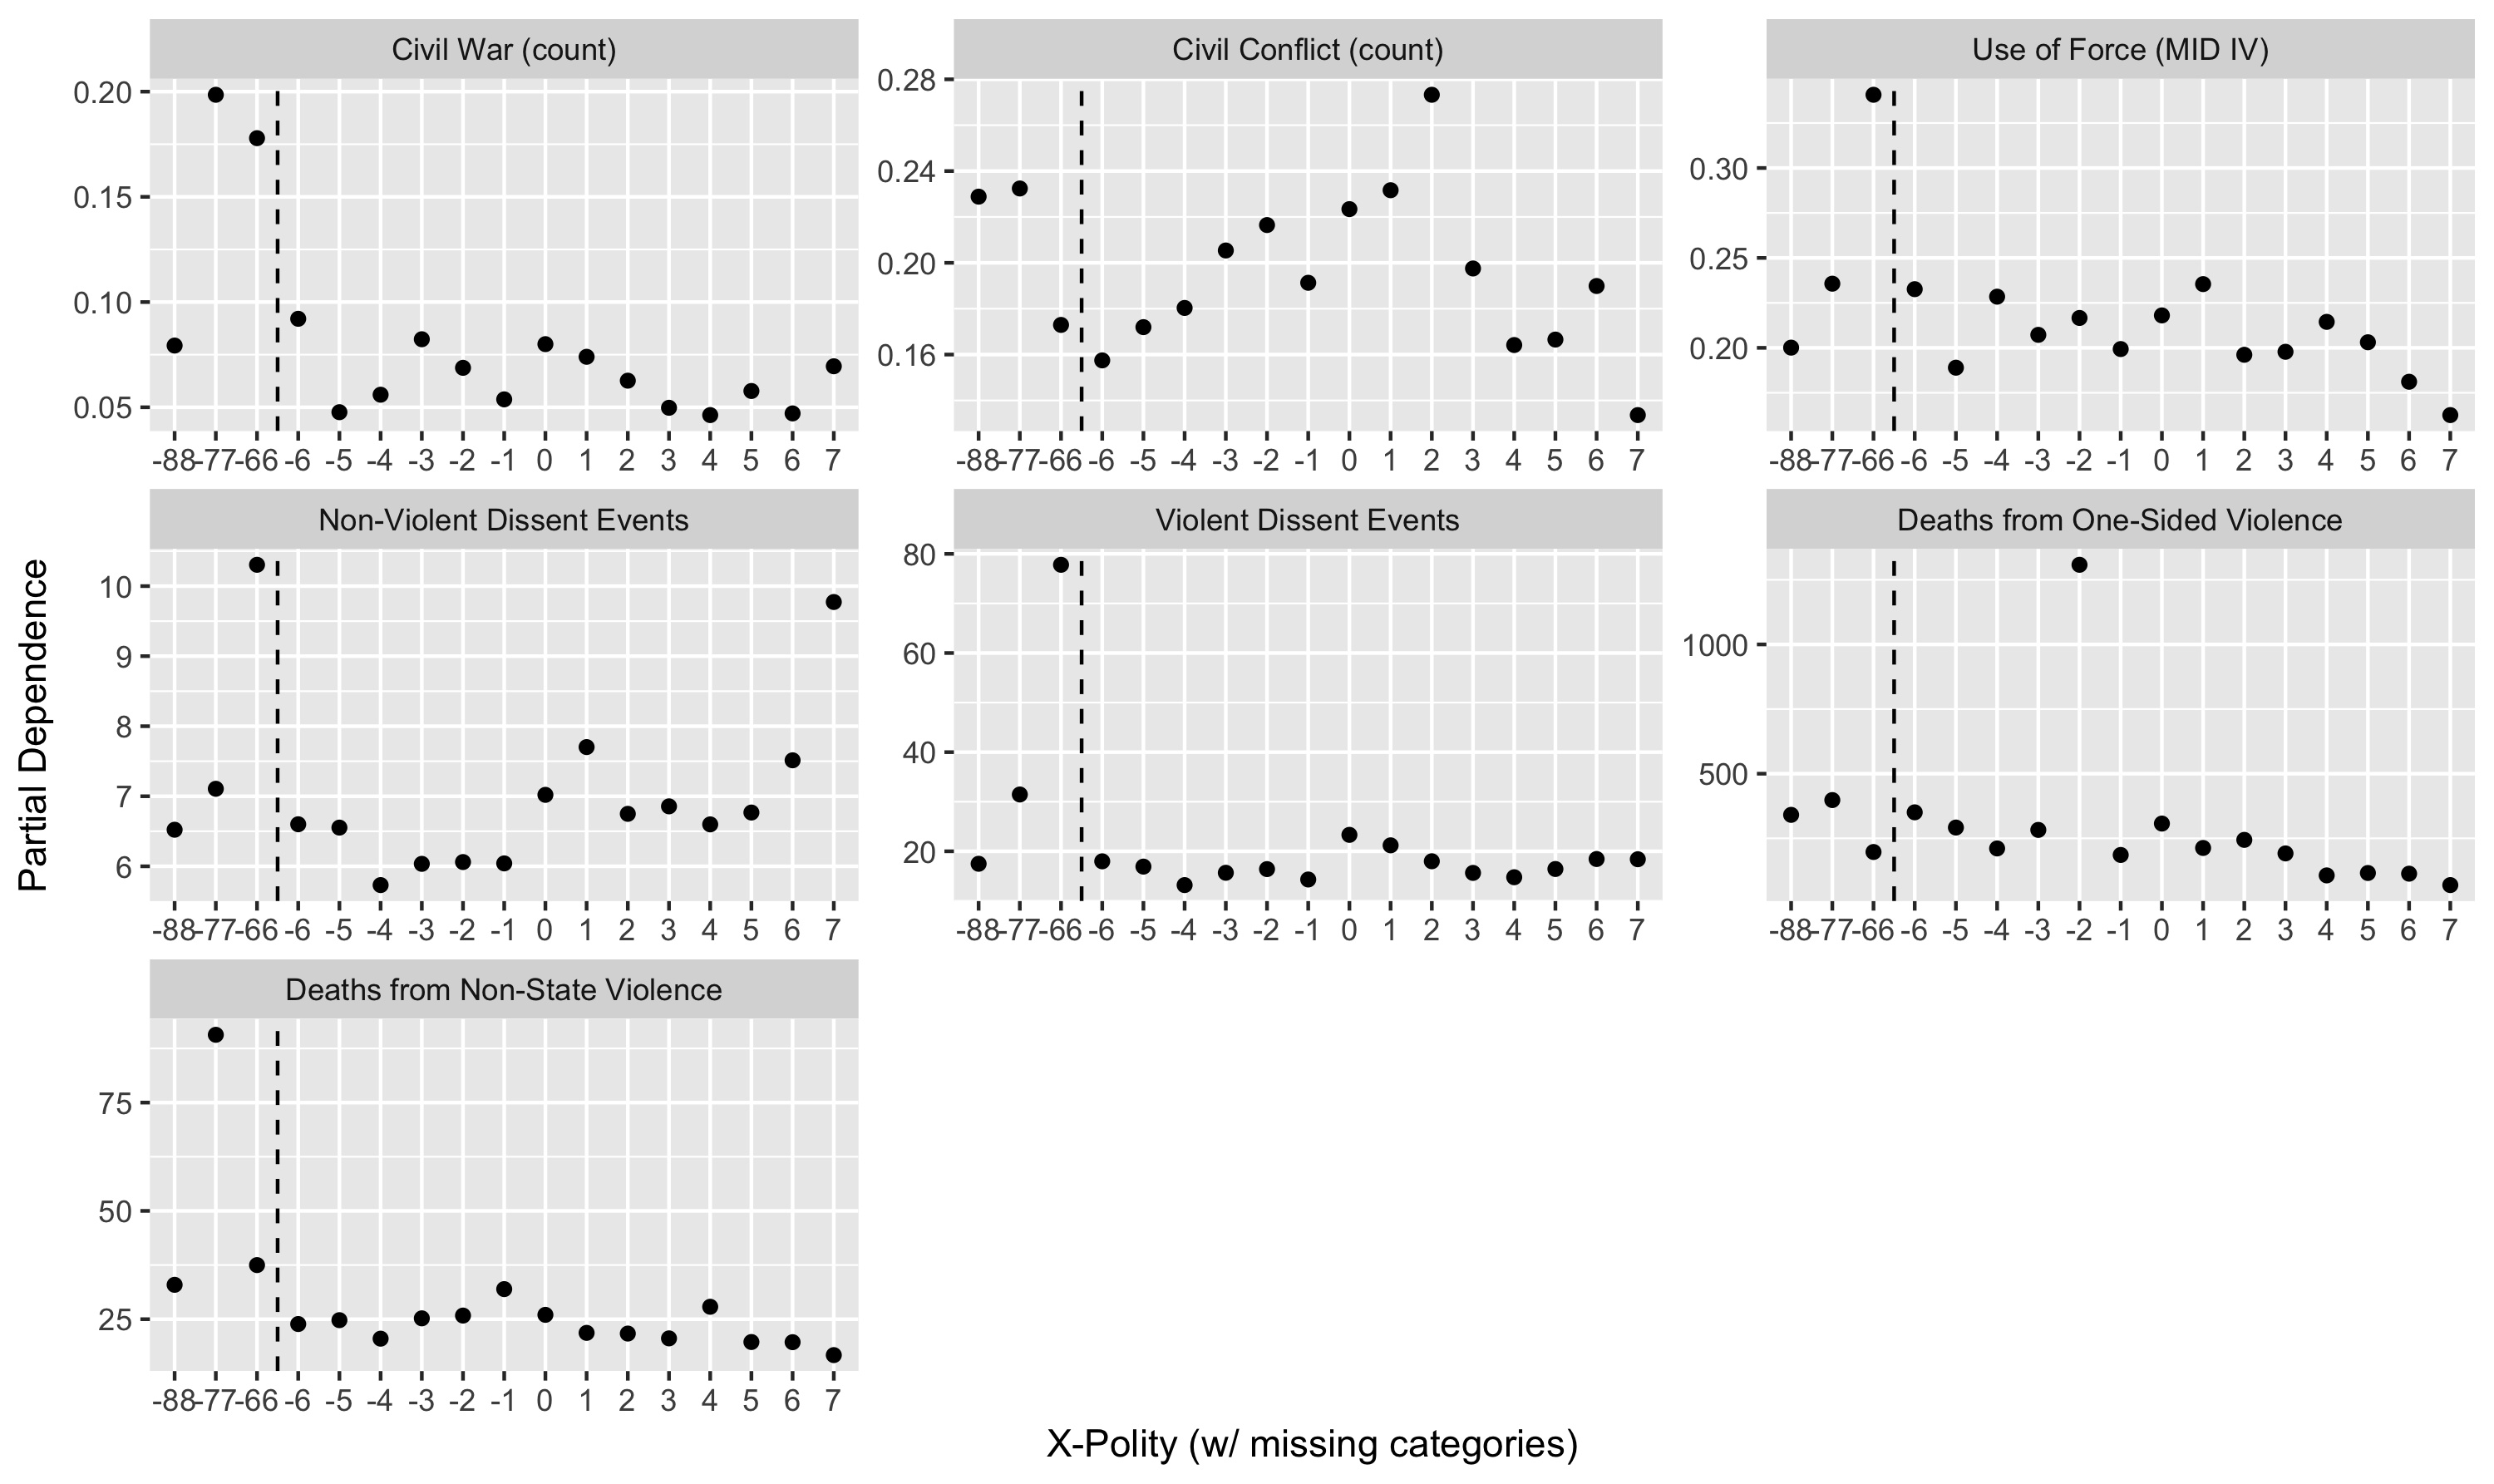 Civil War (count)
0.20
0.15
0.10
0.05
-88 -77 -66 -6 -5 -4 -3 -2 -1 0 1 2 3 4 5 6 7
Civil Conflict (count)
0.28
0.24
0.20
0.16
-88 -77 -66 -6 -5 -4 -3 -2 -1 0 1 2 3 4 5 6 7
Use of Force (MID IV)
0.30
0.25
0.20
-88 -77 -66 -6 -5 -4 -3 -2 -1 0 1 2 3 4 5 6 7
Partial Dependence
Non-Violent Dissent Events
10
9
8
7
6
-88 -77 -66 -6 -5 -4 -3 -2 -1 0 1 2 3 4 5 6 7
Violent Dissent Events
80
60
40
20
-88 -77 -66 -6 -5 -4 -3 -2 -1 0 1 2 3 4 5 6 7
Deaths from One-Sided Violence
1000
500
-88 -77 -66 -6 -5 -4 -3 -2 -1 0 1 2 3 4 5 6 7
Deaths from Non-State Violence
75
50
25
-88 -77 -66 -6 -5 -4 -3 -2 -1 0 1 2 3 4 5 6 7
X-Polity (w/ missing categories)